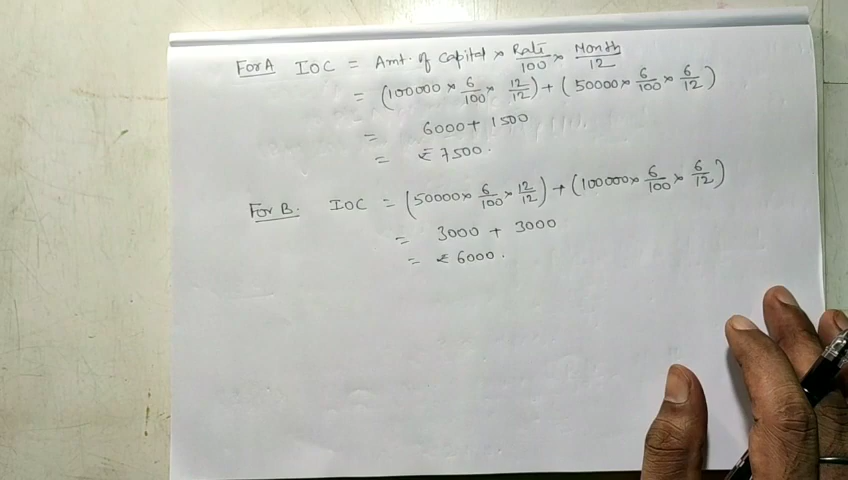 For A IOC = Amt. of Capital × Rate/100 × Month/12
= (100000 × 6/100 × 12/12) + (50000 × 6/100 × 6/12)
= 6000 + 1500
= ₹ 7500.
For B. IOC = (50000 × 6/100 × 12/12) + (100000 × 6/100 × 6/12)
= 3000 + 3000
= ₹ 6000.